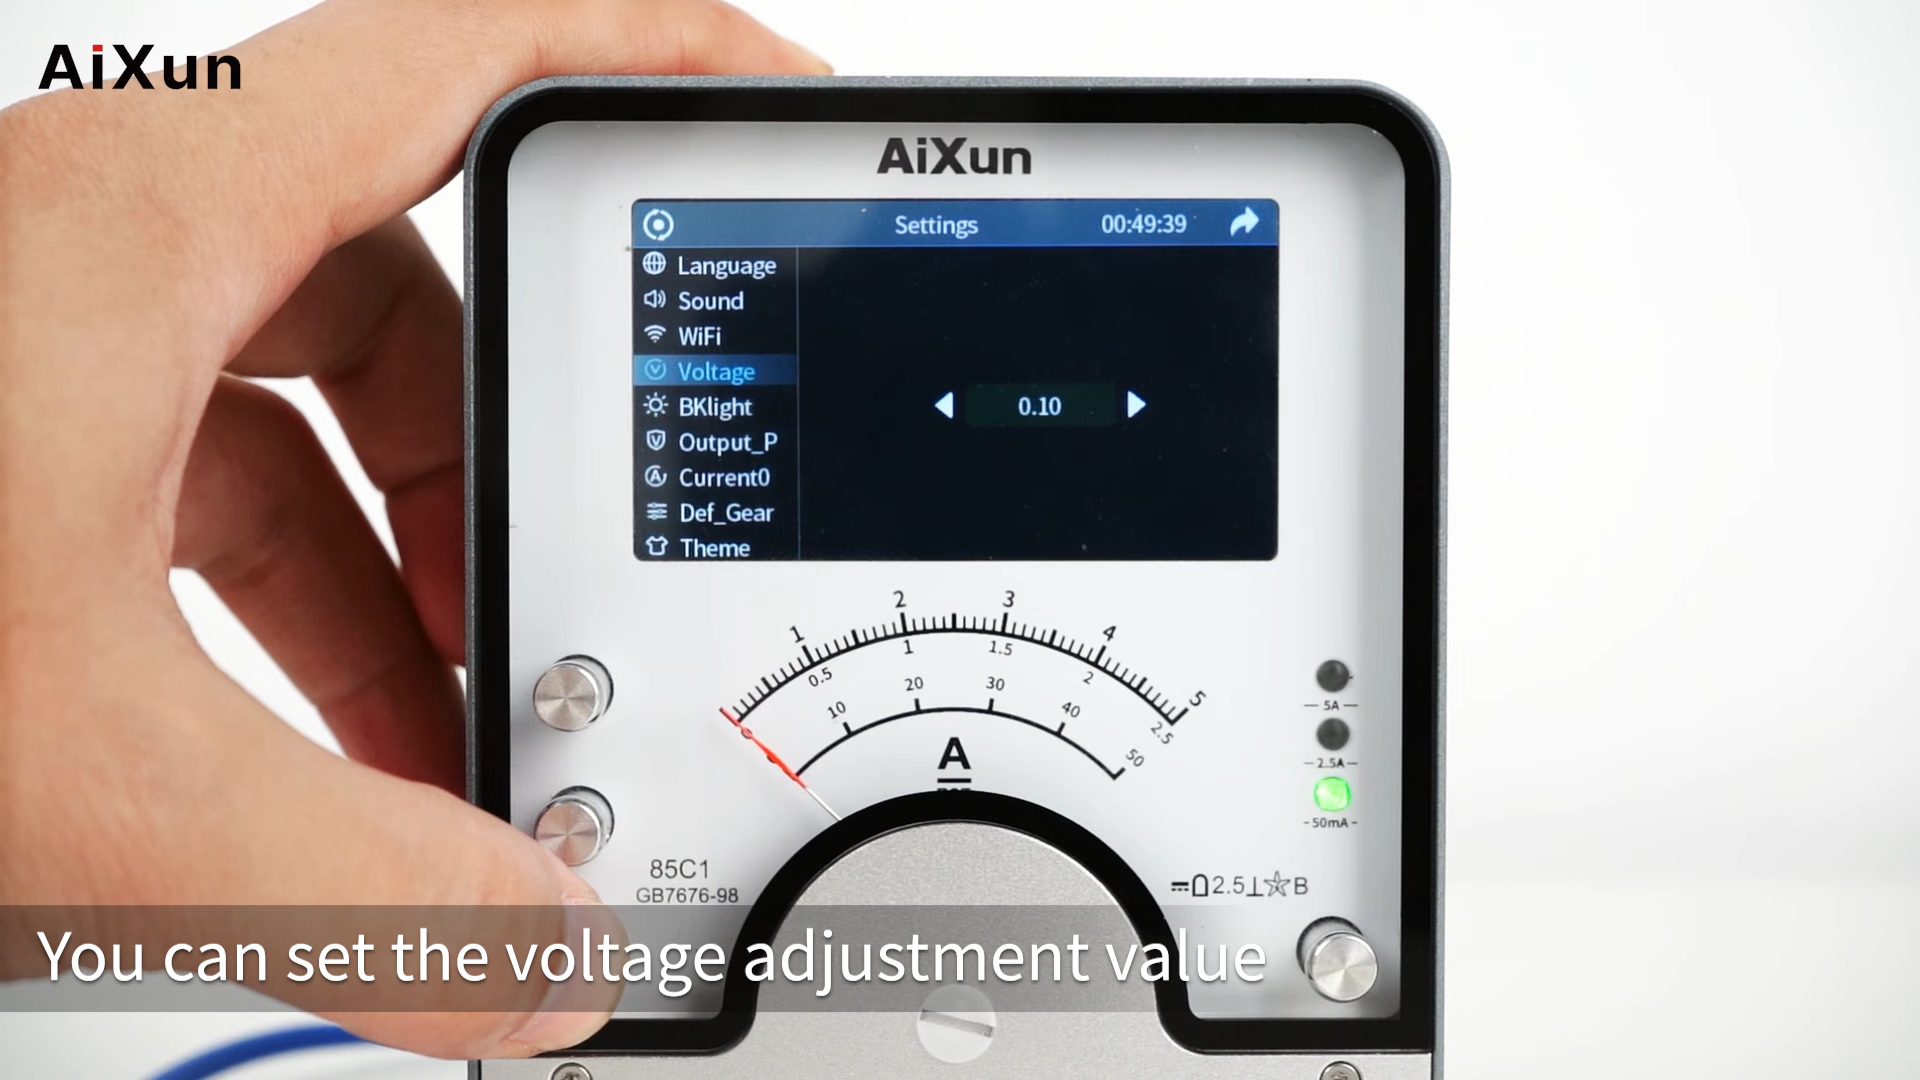 AiXun
AiXun
Settings 00:49:39
Language
Sound
WiFi
Voltage
BKlight
Output_P
Current0
Def_Gear
Theme
0.10
1 2 3 4 5
0.5 1 1.5 2 2.5
10 20 30 40 50
A
5A
2.5A
50mA
85C1
GB7676-98
2.5 B
You can set the voltage adjustment value